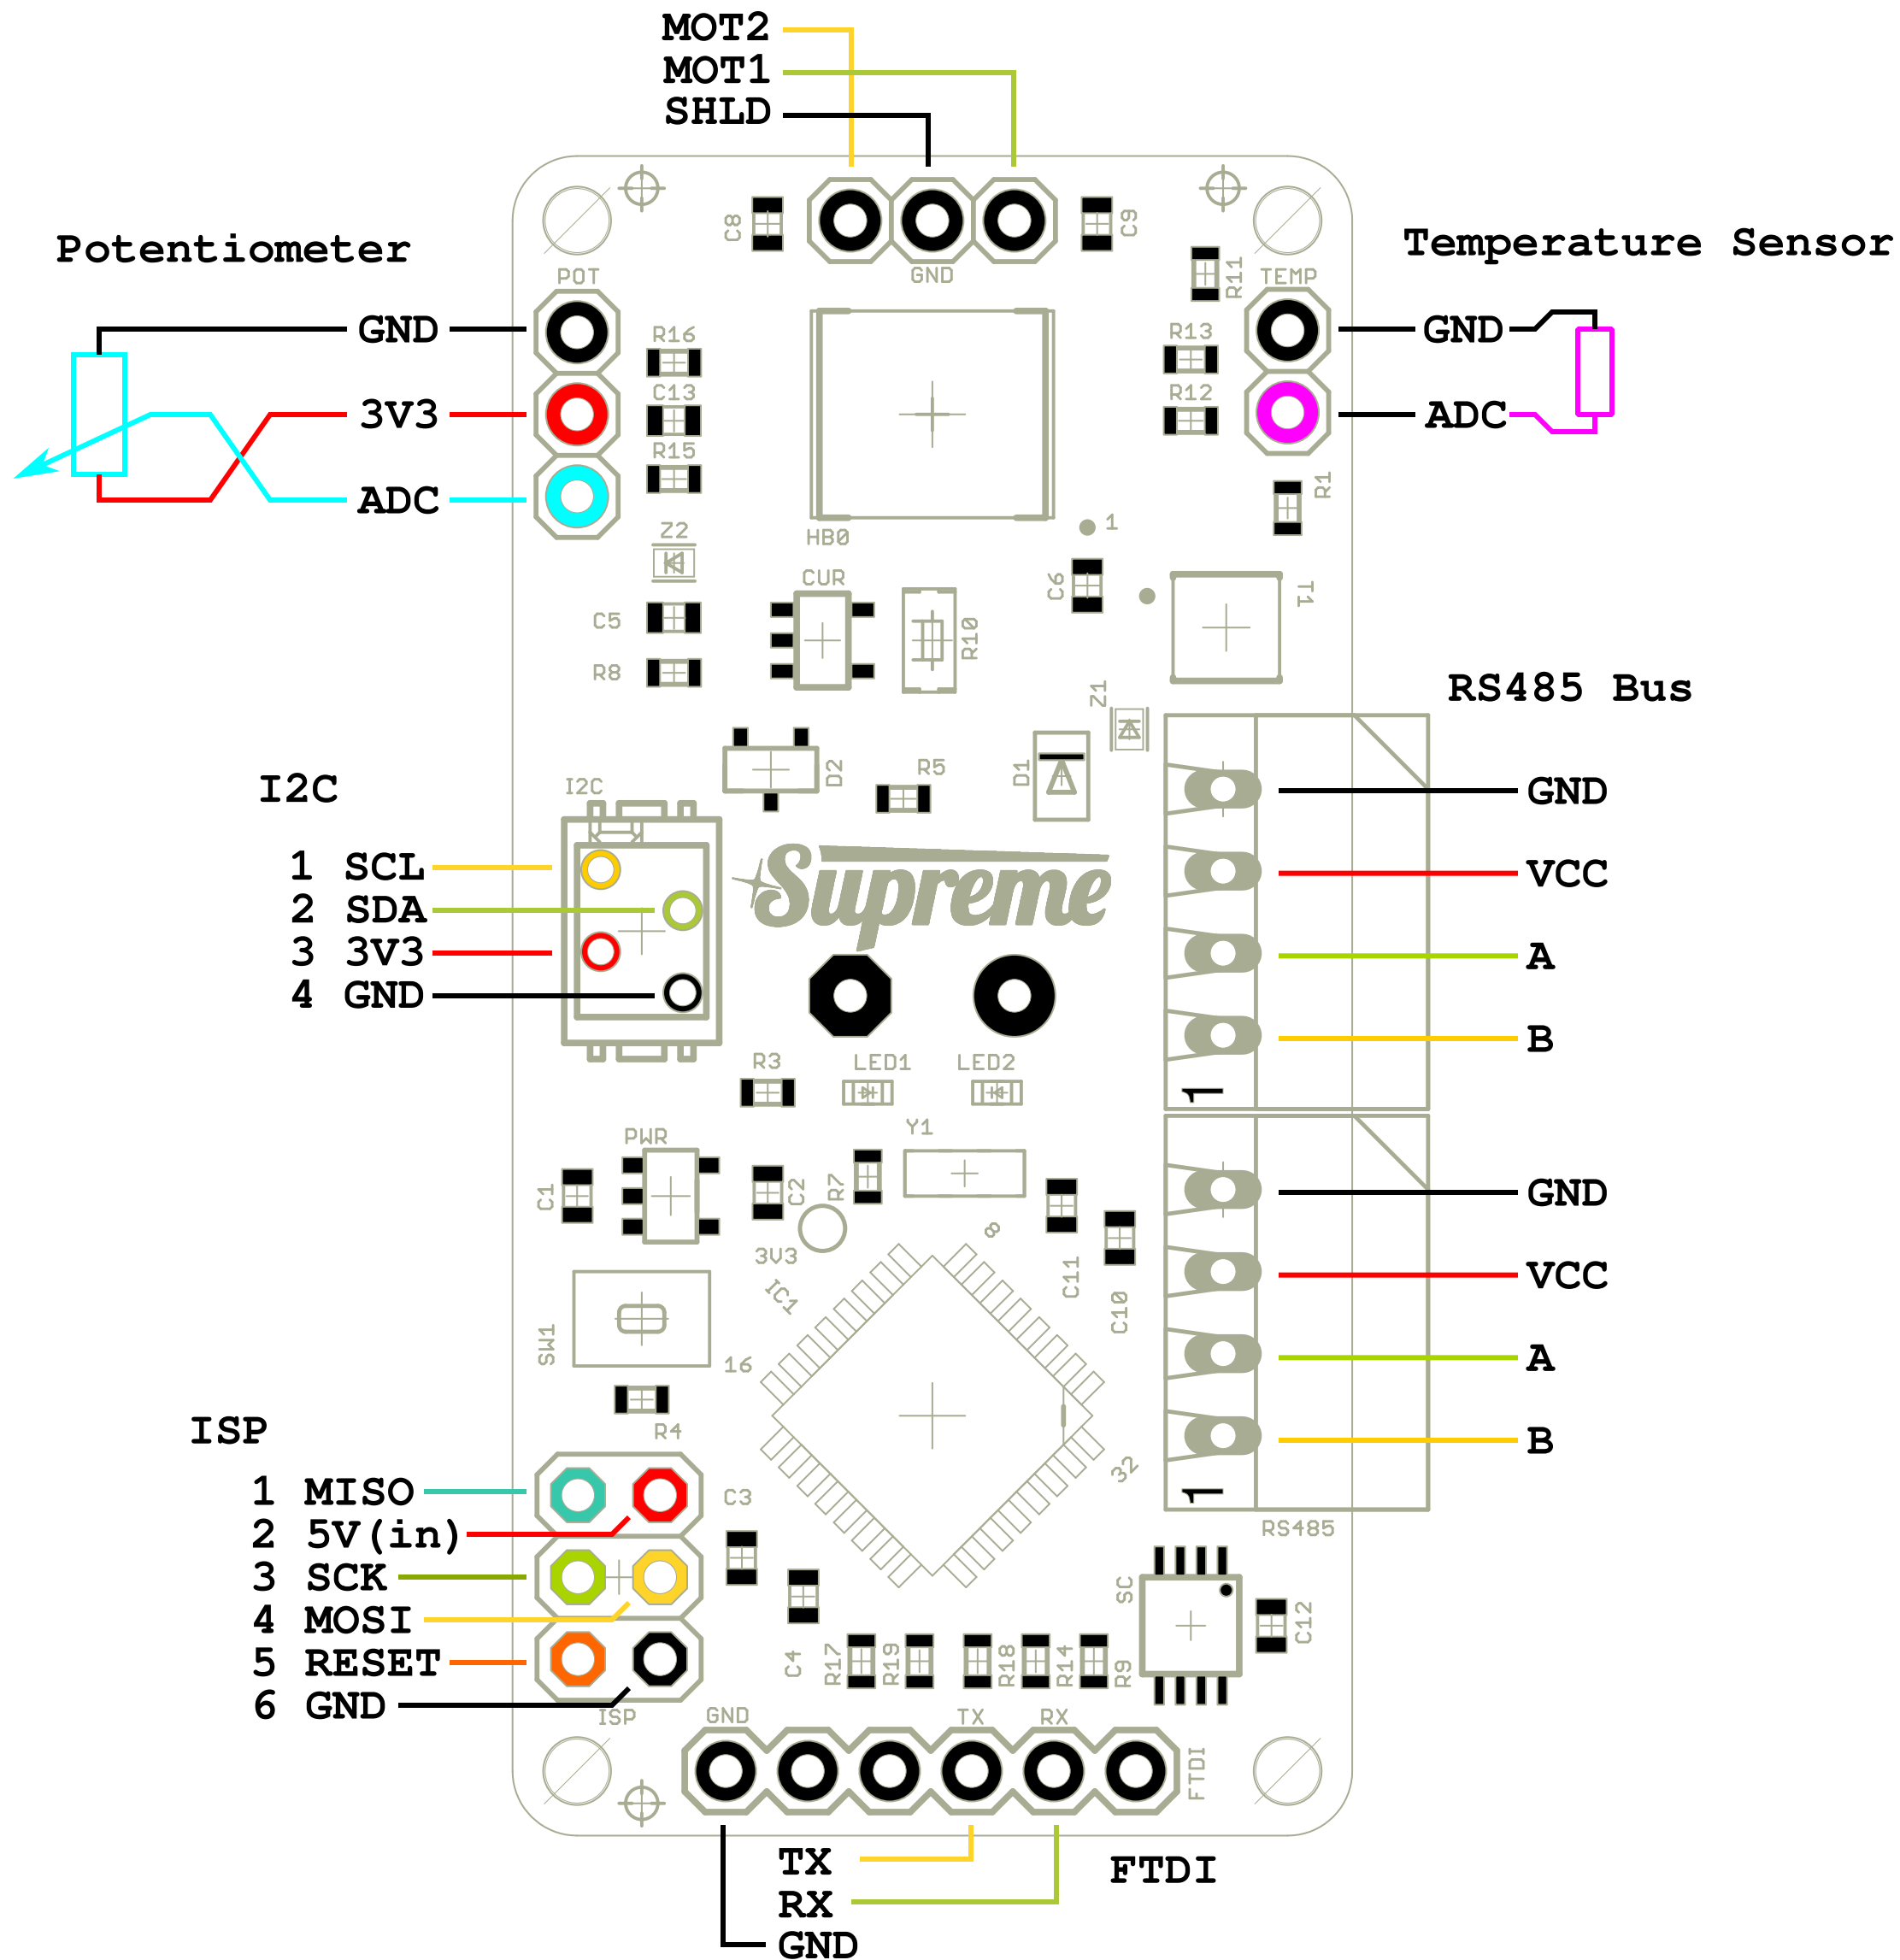 MOT2
MOT1
SHLD
C8
C9
GND
Potentiometer
POT
GND
3V3
ADC
R16
C13
R15
Z2
C5
R8
HB0
CUR
R10
1
C6
R11
TEMP
R13
R12
R1
T1
Temperature Sensor
GND
ADC
Z1
D2
R5
D1
I2C
I2C
1 SCL
2 SDA
3 3V3
4 GND
Supreme
RS485 Bus
GND
VCC
A
B
1
R3
LED1
LED2
PWR
C1
C2
R7
Y1
3V3
IC1
8
C11
C10
SW1
16
R4
32
GND
VCC
A
B
1
RS485
ISP
1 MISO
2 5V(in)
3 SCK
4 MOSI
5 RESET
6 GND
ISP
C3
C4
R17
R19
R18
R14
R9
SC
C12
GND
TX
RX
FTDI
TX
RX
GND
FTDI